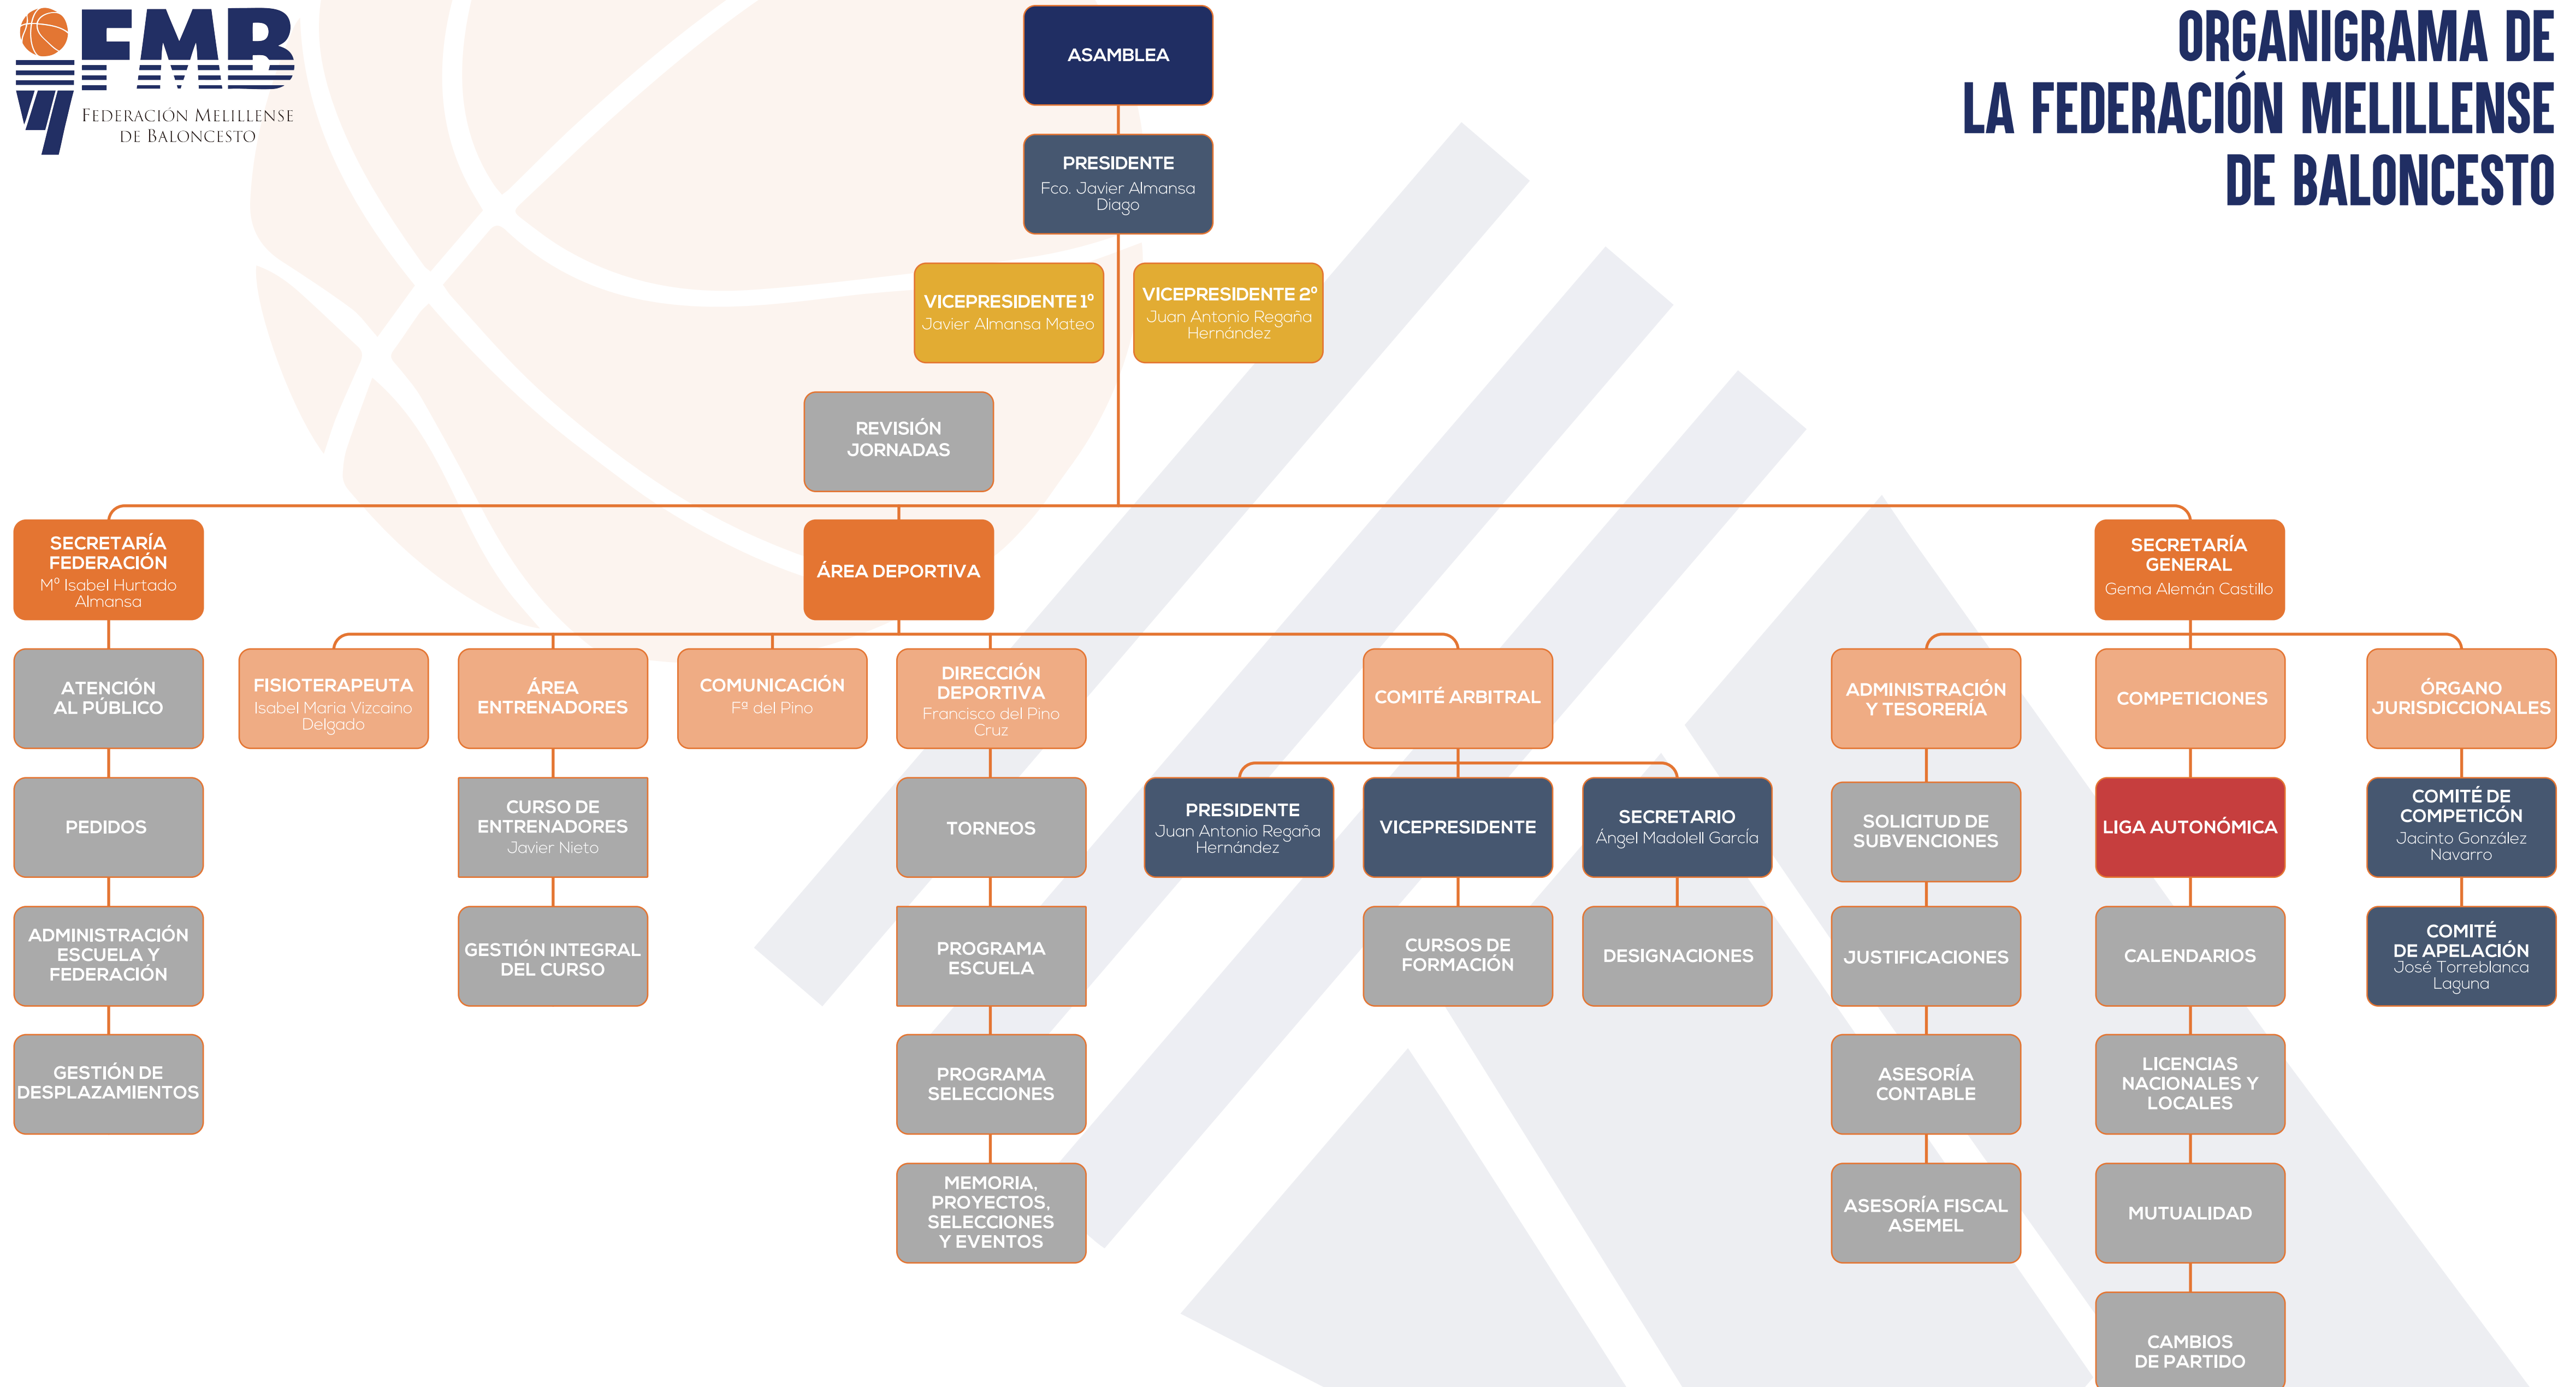 FMB
FEDERACIÓN MELILLENSE
DE BALONCESTO
ORGANIGRAMA DE
LA FEDERACIÓN MELILLENSE
DE BALONCESTO
ASAMBLEA
PRESIDENTE
Fco. Javier Almansa
Diago
VICEPRESIDENTE 1º
Javier Almansa Mateo
VICEPRESIDENTE 2º
Juan Antonio Regaña
Hernández
REVISIÓN
JORNADAS
SECRETARÍA
FEDERACIÓN
Mº Isabel Hurtado
Almansa
ÁREA DEPORTIVA
SECRETARÍA
GENERAL
Gema Alemán Castillo
ATENCIÓN
AL PÚBLICO
FISIOTERAPEUTA
Isabel Maria Vizcaino
Delgado
ÁREA
ENTRENADORES
COMUNICACIÓN
Fº del Pino
DIRECCIÓN
DEPORTIVA
Francisco del Pino
Cruz
COMITÉ ARBITRAL
ADMINISTRACIÓN
Y TESORERÍA
COMPETICIONES
ÓRGANO
JURISDICCIONALES
PEDIDOS
CURSO DE
ENTRENADORES
Javier Nieto
TORNEOS
PRESIDENTE
Juan Antonio Regaña
Hernández
VICEPRESIDENTE
SECRETARIO
Ángel Madolell García
SOLICITUD DE
SUBVENCIONES
LIGA AUTONÓMICA
COMITÉ DE
COMPETICÓN
Jacinto González
Navarro
ADMINISTRACIÓN
ESCUELA Y
FEDERACIÓN
GESTIÓN INTEGRAL
DEL CURSO
PROGRAMA
ESCUELA
CURSOS DE
FORMACIÓN
DESIGNACIONES
JUSTIFICACIONES
CALENDARIOS
COMITÉ
DE APELACIÓN
José Torreblanca
Laguna
GESTIÓN DE
DESPLAZAMIENTOS
PROGRAMA
SELECCIONES
ASESORÍA
CONTABLE
LICENCIAS
NACIONALES Y
LOCALES
MEMORIA,
PROYECTOS,
SELECCIONES
Y EVENTOS
ASESORÍA FISCAL
ASEMEL
MUTUALIDAD
CAMBIOS
DE PARTIDO